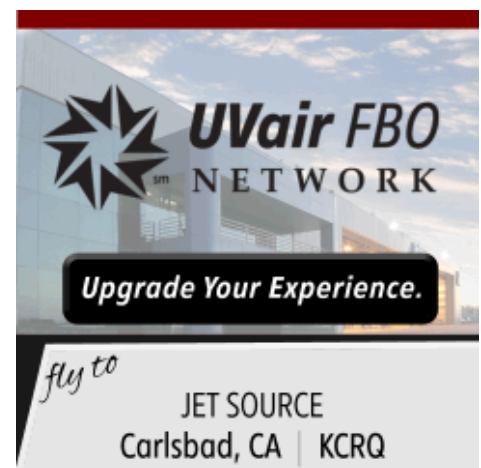 UVair FBO
NETWORK
sm
Upgrade Your Experience.
fly to
JET SOURCE
Carlsbad, CA | KCRQ